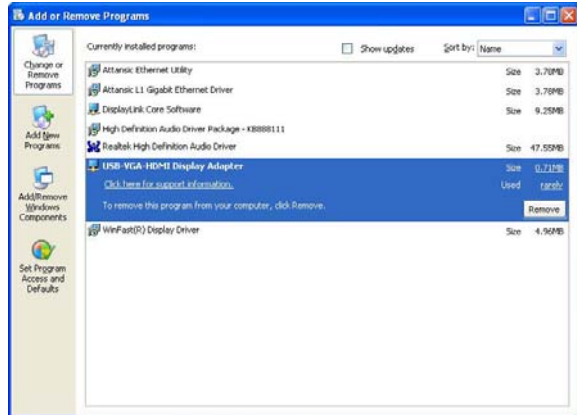 Add or Remove Programs
Change or
Remove
Programs
Add New
Programs
Add/Remove
Windows
Components
Set Program
Access and
Defaults
Currently installed programs:
Show updates
Sort by: Name
Attansic Ethernet Utility Size 3.78MB
Attansic L1 Gigabit Ethernet Driver Size 3.78MB
DisplayLink Core Software Size 9.25MB
High Definition Audio Driver Package - KB888111
Realtek High Definition Audio Driver Size 47.55MB
USB-VGA-HDMI Display Adapter Size 0.71MB
Click here for support information. Used rarely
To remove this program from your computer, click Remove. Remove
WinFast(R) Display Driver Size 4.96MB